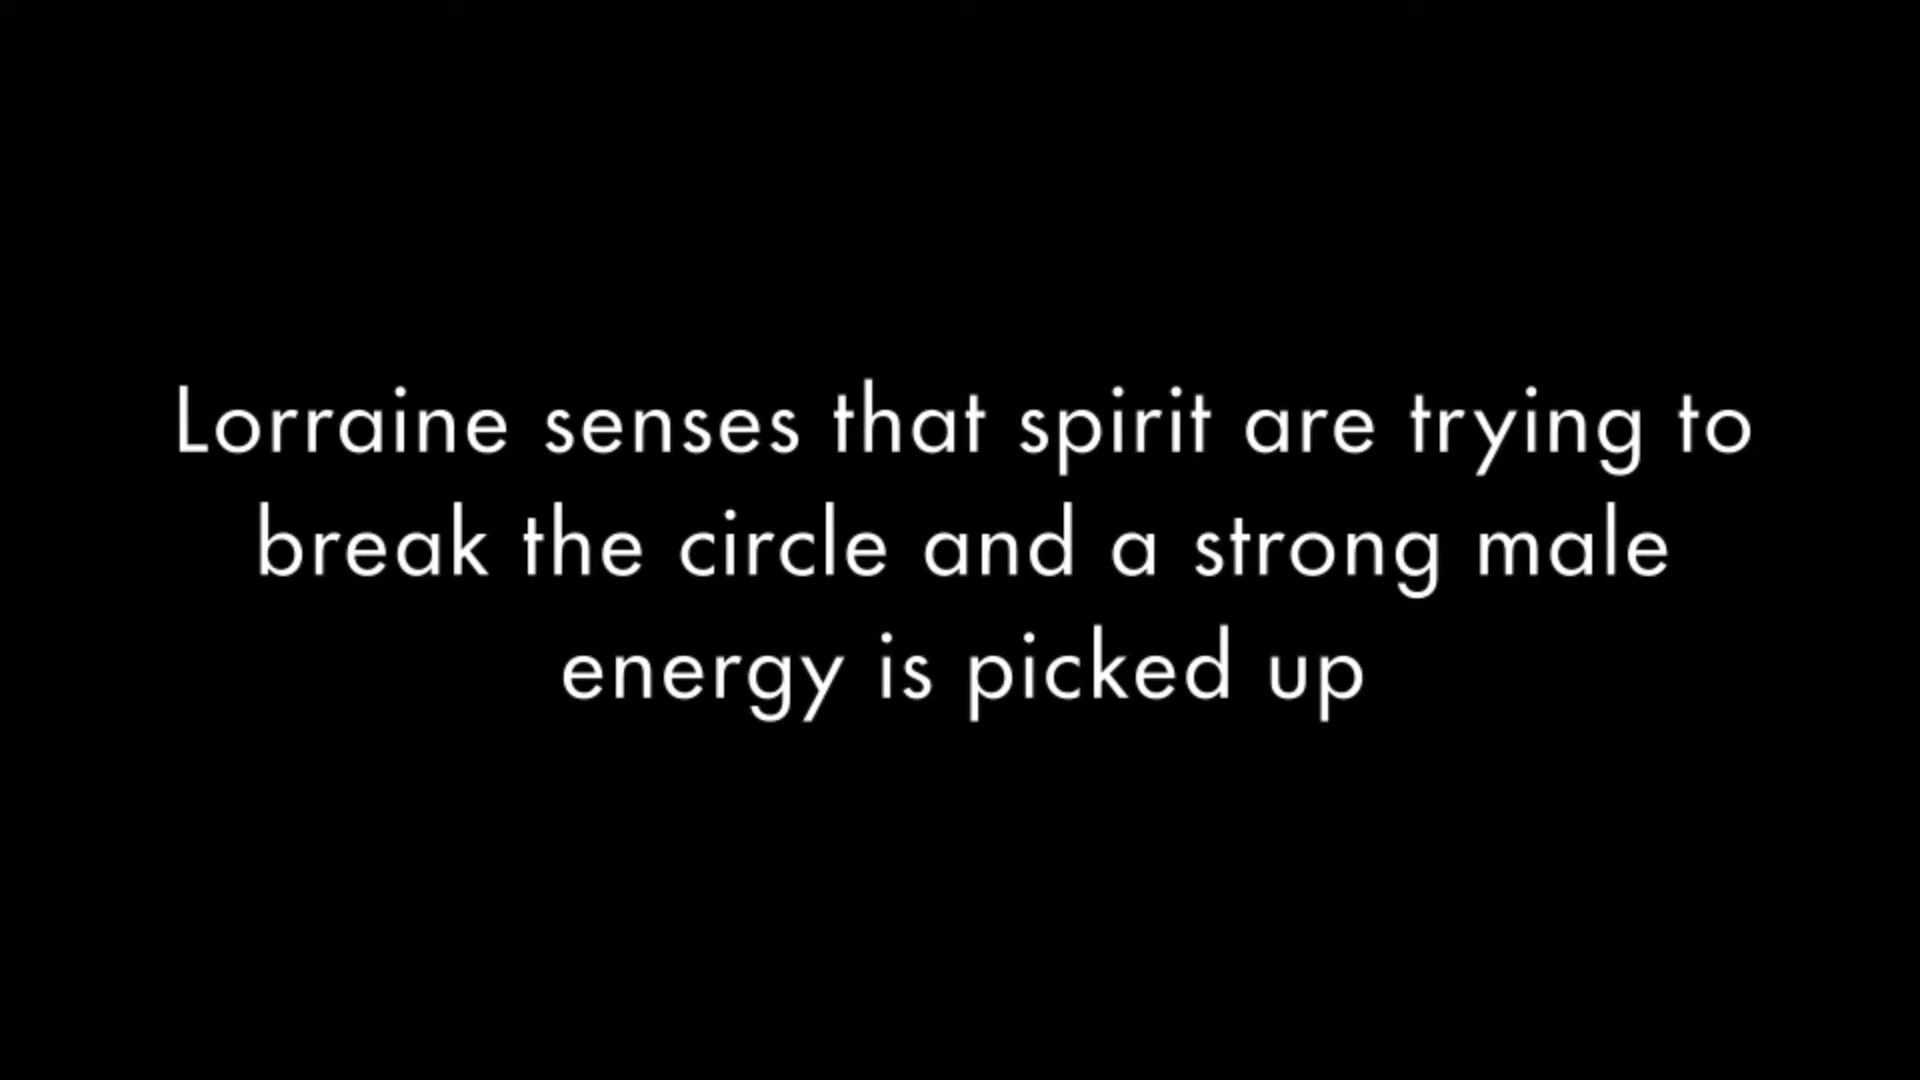 Lorraine senses that spirit are trying to
break the circle and a strong male
energy is picked up